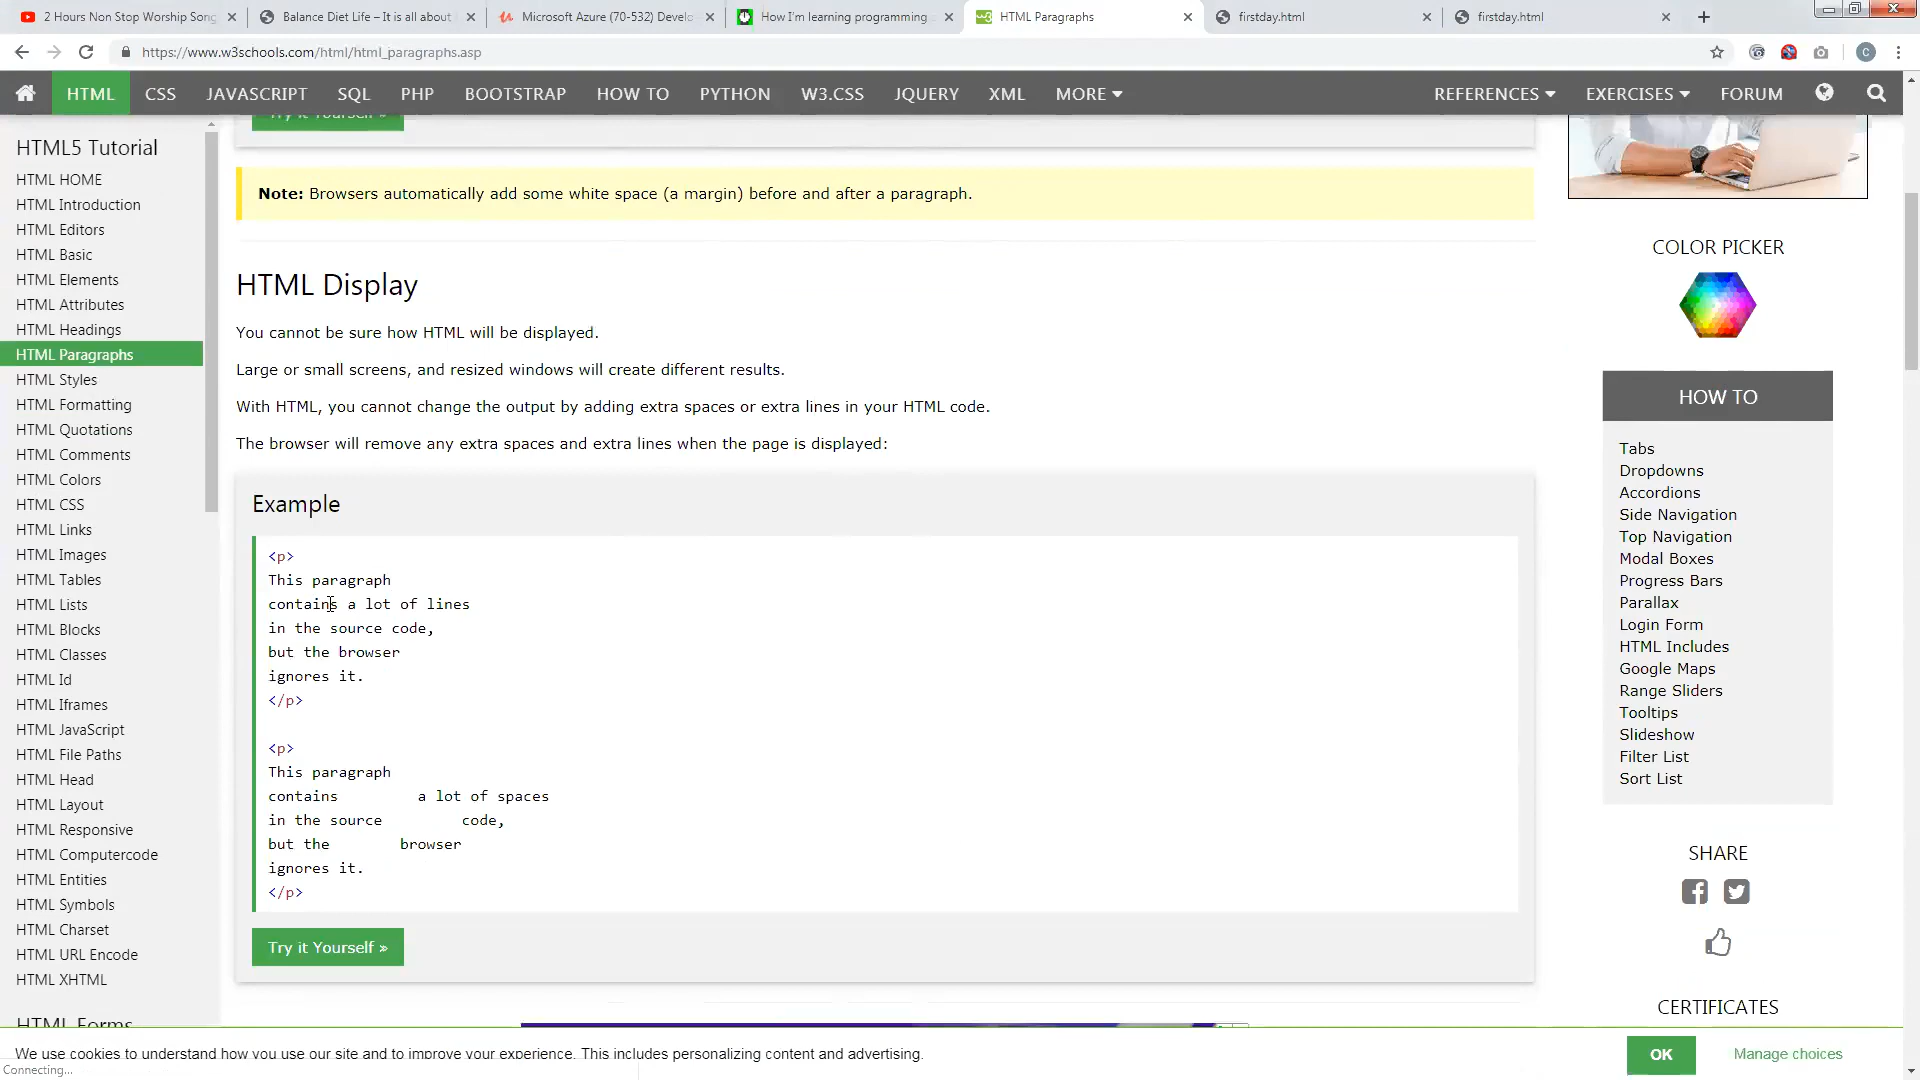 2 Hours Non Stop Worship Song
Balance Diet Life – It is all about
Microsoft Azure (70-532) Develo
How I'm learning programming
HTML Paragraphs
firstday.html
firstday.html
https://www.w3schools.com/html/html_paragraphs.asp
C
HTML
CSS
JAVASCRIPT
SQL
PHP
BOOTSTRAP
HOW TO
PYTHON
W3.CSS
JQUERY
XML
MORE
REFERENCES
EXERCISES
FORUM
HTML5 Tutorial
HTML HOME
HTML Introduction
HTML Editors
HTML Basic
HTML Elements
HTML Attributes
HTML Headings
HTML Paragraphs
HTML Styles
HTML Formatting
HTML Quotations
HTML Comments
HTML Colors
HTML CSS
HTML Links
HTML Images
HTML Tables
HTML Lists
HTML Blocks
HTML Classes
HTML Id
HTML Iframes
HTML JavaScript
HTML File Paths
HTML Head
HTML Layout
HTML Responsive
HTML Computercode
HTML Entities
HTML Symbols
HTML Charset
HTML URL Encode
HTML XHTML
HTML Forms
Try it Yourself »
Note: Browsers automatically add some white space (a margin) before and after a paragraph.
HTML Display
You cannot be sure how HTML will be displayed.
Large or small screens, and resized windows will create different results.
With HTML, you cannot change the output by adding extra spaces or extra lines in your HTML code.
The browser will remove any extra spaces and extra lines when the page is displayed:
Example
<p>
This paragraph
contains a lot of lines
in the source code,
but the browser
ignores it.
</p>
<p>
This paragraph
contains         a lot of spaces
in the source         code,
but the        browser
ignores it.
</p>
Try it Yourself »
COLOR PICKER
HOW TO
Tabs
Dropdowns
Accordions
Side Navigation
Top Navigation
Modal Boxes
Progress Bars
Parallax
Login Form
HTML Includes
Google Maps
Range Sliders
Tooltips
Slideshow
Filter List
Sort List
SHARE
CERTIFICATES
We use cookies to understand how you use our site and to improve your experience. This includes personalizing content and advertising.
OK
Manage choices
Connecting...